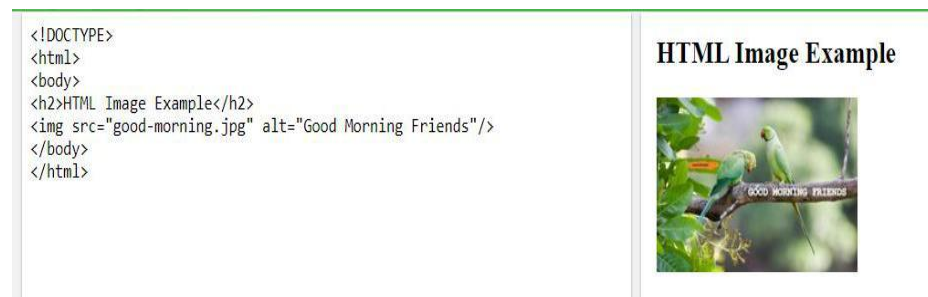 <!DOCTYPE>
<html>
<body>
<h2>HTML Image Example</h2>
<img src="good-morning.jpg" alt="Good Morning Friends"/>
</body>
</html>
HTML Image Example
GOOD MORNING FRIENDS